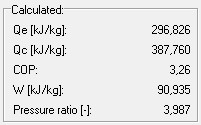 Calculated:
Qe [kJ/kg]: 296,826
Qc [kJ/kg]: 387,760
COP: 3,26
W [kJ/kg]: 90,935
Pressure ratio [-]: 3,987